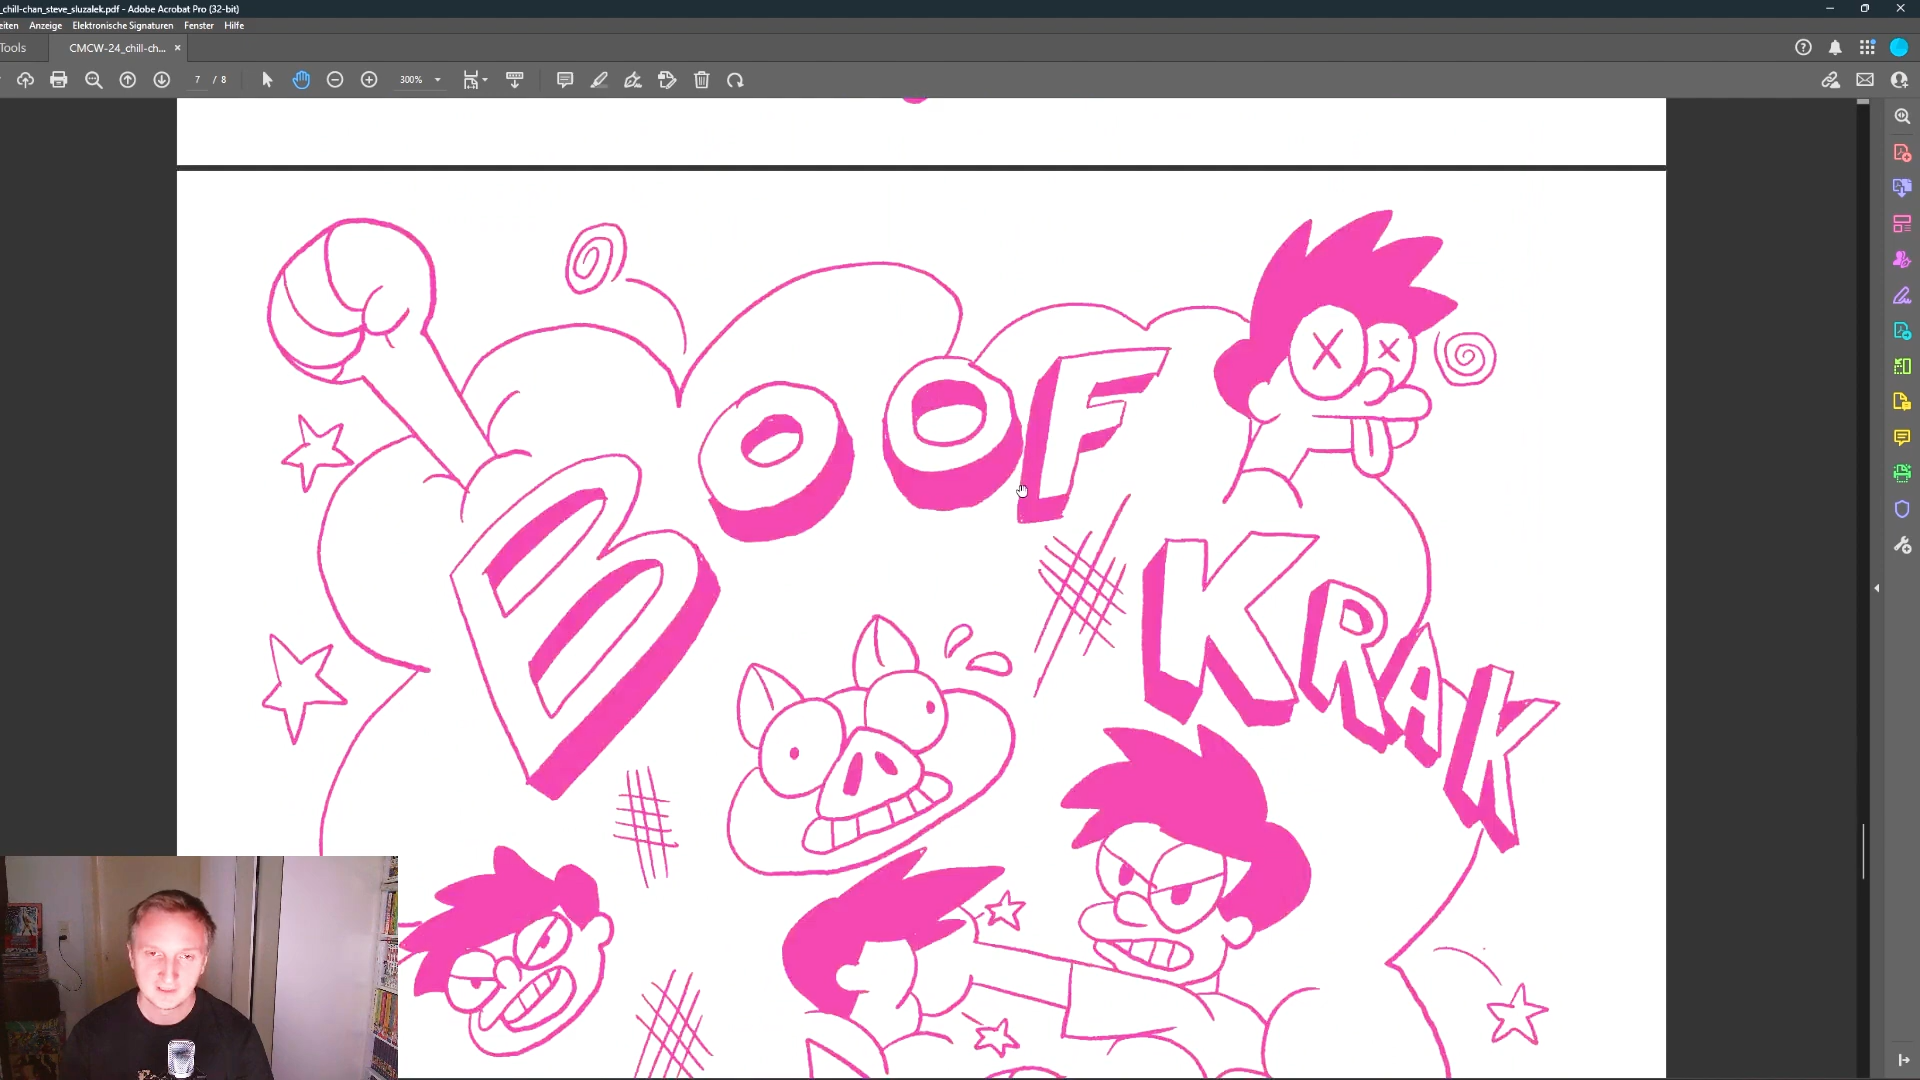 _chill-chan_steve_sluzalek.pdf - Adobe Acrobat Pro (32-bit)
eiten Anzeige Elektronische Signaturen Fenster Hilfe
Tools CMCW-24_chill-ch... ×
7 / 8 300%
BOOF
KRAK